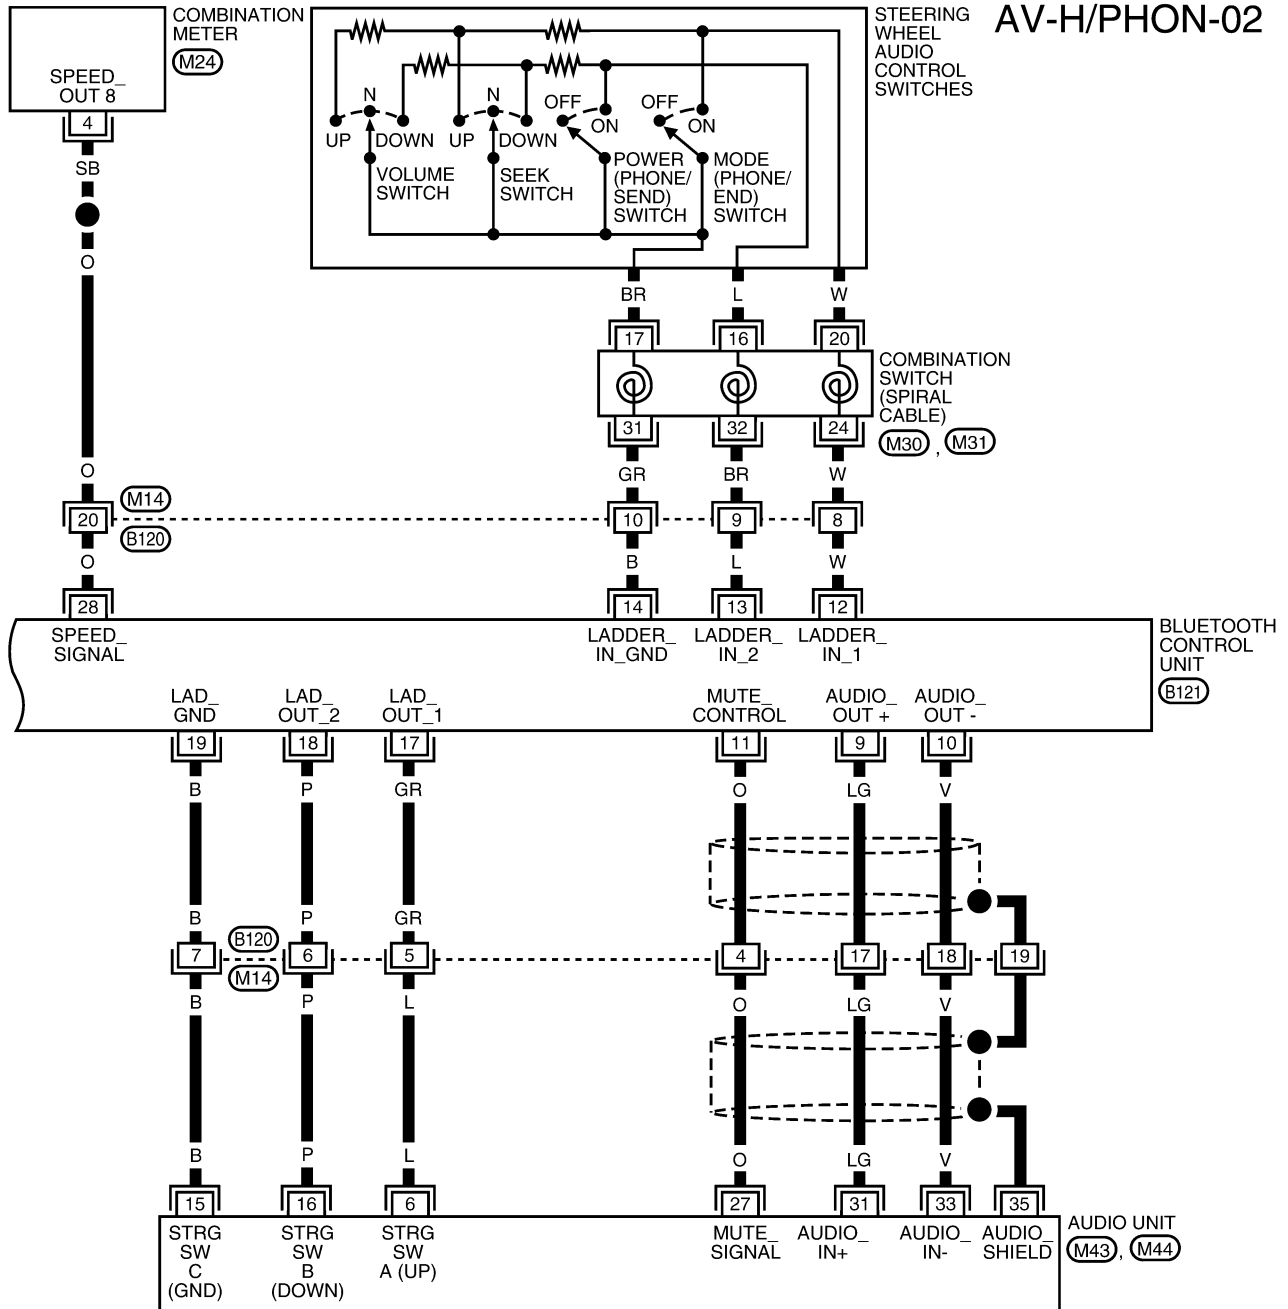 AV-H/PHON-02
COMBINATION
METER
M24
SPEED_
OUT 8
4
SB
O
O
STEERING
WHEEL
AUDIO
CONTROL
SWITCHES
N
N
OFF
OFF
UP
DOWN
UP
DOWN
ON
ON
VOLUME
SWITCH
SEEK
SWITCH
POWER
(PHONE/
SEND)
SWITCH
MODE
(PHONE/
END)
SWITCH
BR
L
W
17
16
20
COMBINATION
SWITCH
(SPIRAL
CABLE)
M30 , M31
31
32
24
GR
BR
W
M14
20
10
9
8
B120
O
B
L
W
28
14
13
12
SPEED_
SIGNAL
LADDER_
IN_GND
LADDER_
IN_2
LADDER_
IN_1
BLUETOOTH
CONTROL
UNIT
B121
LAD_
GND
LAD_
OUT_2
LAD_
OUT_1
MUTE_
CONTROL
AUDIO_
OUT +
AUDIO_
OUT -
19
18
17
11
9
10
B
P
GR
O
LG
V
B
P
GR
B120
7
6
5
4
17
18
19
M14
B
P
L
O
LG
V
B
P
L
O
LG
V
15
16
6
27
31
33
35
STRG
SW
C
(GND)
STRG
SW
B
(DOWN)
STRG
SW
A (UP)
MUTE_
SIGNAL
AUDIO_
IN+
AUDIO_
IN-
AUDIO_
SHIELD
AUDIO UNIT
M43 , M44